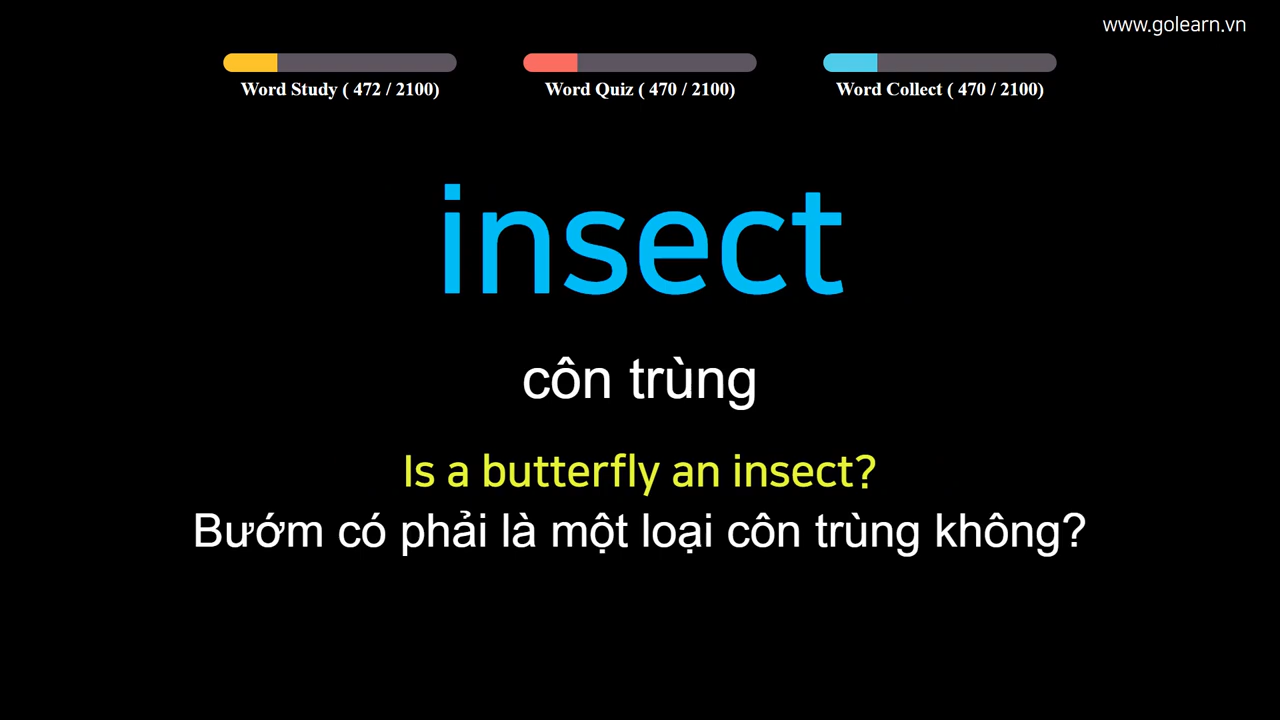 www.golearn.vn
Word Study ( 472 / 2100)
Word Quiz ( 470 / 2100)
Word Collect ( 470 / 2100)
insect
côn trùng
Is a butterfly an insect?
Bướm có phải là một loại côn trùng không?